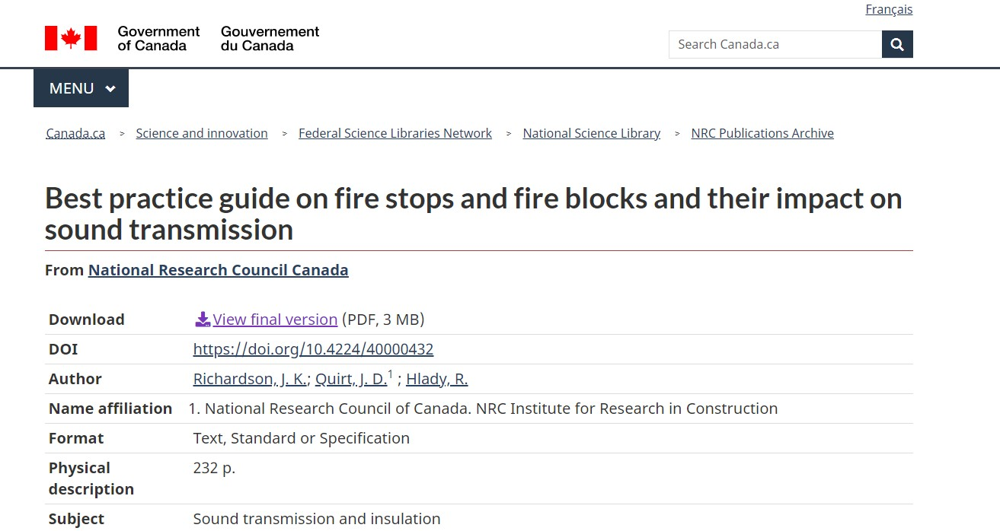 Français
Government of Canada
Gouvernement du Canada
Search Canada.ca
MENU
Canada.ca > Science and innovation > Federal Science Libraries Network > National Science Library > NRC Publications Archive
Best practice guide on fire stops and fire blocks and their impact on
sound transmission
From National Research Council Canada
Download View final version (PDF, 3 MB)
DOI https://doi.org/10.4224/40000432
Author Richardson, J. K.; Quirt, J. D.1 ; Hlady, R.
Name affiliation 1. National Research Council of Canada. NRC Institute for Research in Construction
Format Text, Standard or Specification
Physical description 232 p.
Subject Sound transmission and insulation